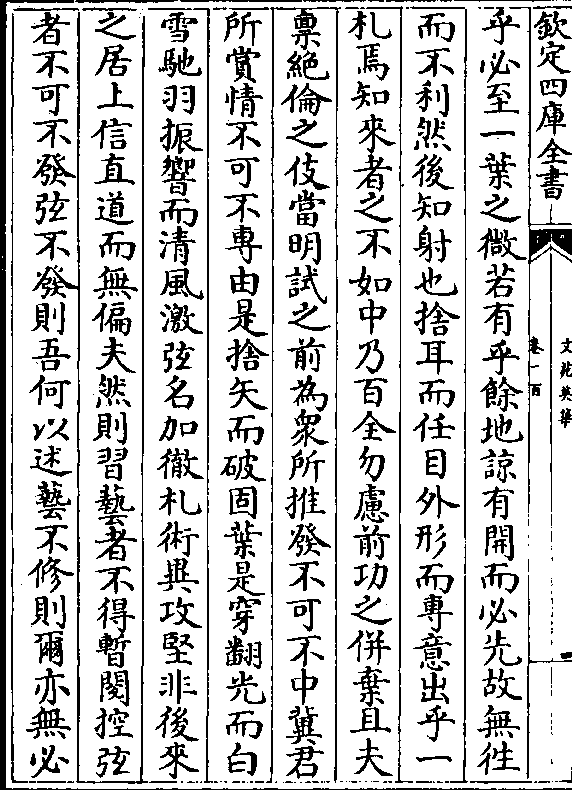 欽定四庫全書
文苑英華
卷一百
乎必至一葉之微若有乎餘地諒有開而必先故無徃
而不利然後知射也捨耳而任目外形而專意出乎一
札焉知來者之不如中乃百全勿慮前功之併棄且夫
禀絶倫之伎當明試之前為衆所推發不可不中冀君
所賞情不可不專由是捨矢而破固葉是穿翻光而白
雪馳羽振響而清風激弦名加徹札術與攻堅非後來
之居上信直道而無偏夫然則習藝者不得暫閿控弦
者不可不發弦不發則吾何以述藝不修則爾亦無必